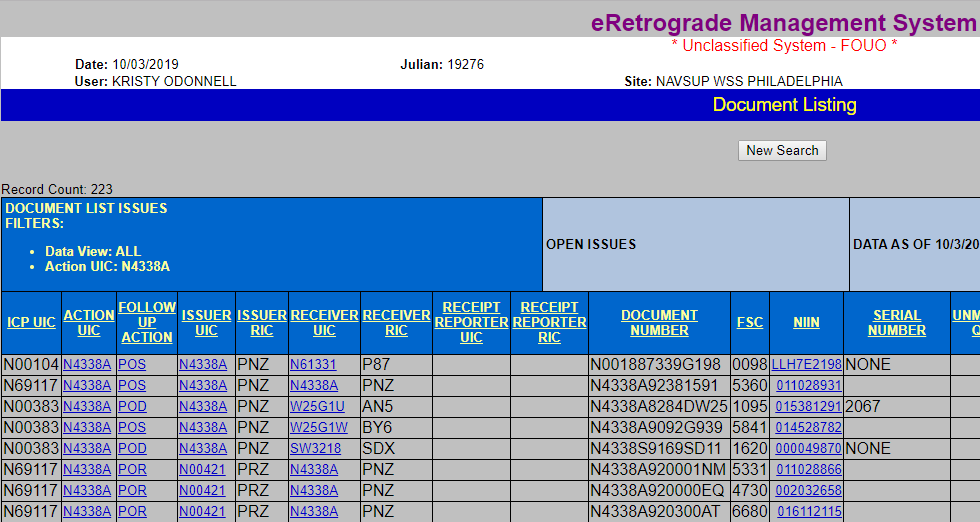 eRetrograde Management System
* Unclassified System - FOUO *
Date: 10/03/2019 Julian: 19276
User: KRISTY ODONNELL Site: NAVSUP WSS PHILADELPHIA
Document Listing
New Search
Record Count: 223
DOCUMENT LIST ISSUES
FILTERS:
• Data View: ALL
• Action UIC: N4338A
OPEN ISSUES
DATA AS OF 10/3/20
ICP UIC ACTION UIC FOLLOW UP ACTION ISSUER UIC ISSUER RIC RECEIVER UIC RECEIVER RIC RECEIPT REPORTER UIC RECEIPT REPORTER RIC DOCUMENT NUMBER FSC NIIN SERIAL NUMBER UNM Q
N00104 N4338A POS N4338A PNZ N61331 P87 N001887339G198 0098 LLH7E2198 NONE
N69117 N4338A POS N4338A PNZ N4338A PNZ N4338A92381591 5360 011028931
N00383 N4338A POD N4338A PNZ W25G1U AN5 N4338A8284DW25 1095 015381291 2067
N00383 N4338A POS N4338A PNZ W25G1W BY6 N4338A9092G939 5841 014528782
N00383 N4338A POD N4338A PNZ SW3218 SDX N4338S9169SD11 1620 000049870 NONE
N69117 N4338A POR N00421 PRZ N4338A PNZ N4338A920001NM 5331 011028866
N69117 N4338A POR N00421 PRZ N4338A PNZ N4338A920000EQ 4730 002032658
N69117 N4338A POR N00421 PRZ N4338A PNZ N4338A920300AT 6680 016112115